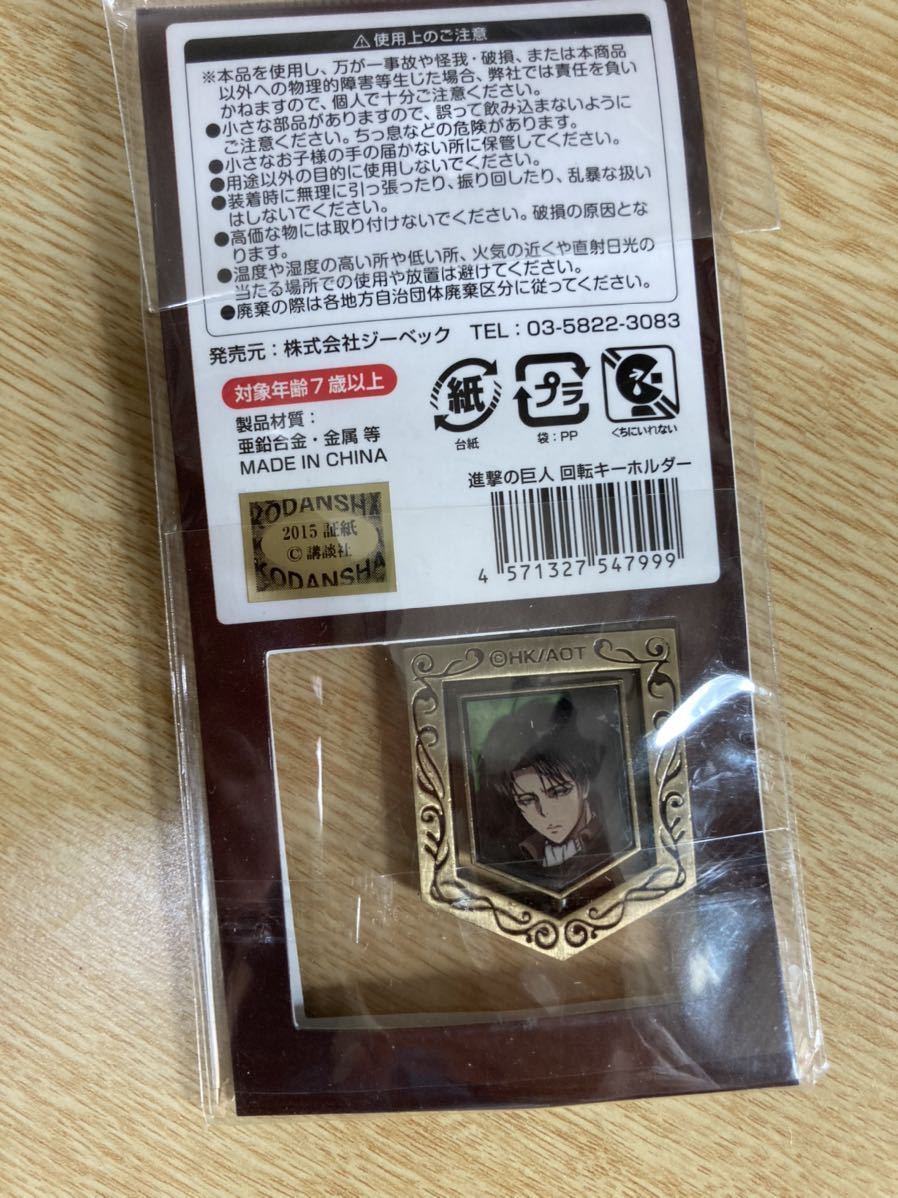 ⚠使用上のご注意
※本品を使用し、万が一事故や怪我・破損、または本商品
以外への物理的障害等生じた場合、弊社では責任を負い
かねますので、個人で十分ご注意ください。
●小さな部品がありますので、誤って飲み込まないように
ご注意ください。ちっ息などの危険があります。
●小さなお子様の手の届かない所に保管してください。
●用途以外の目的に使用しないでください。
●装着時に無理に引っ張ったり、振り回したり、乱暴な扱い
はしないでください。
●高価な物には取り付けないでください。破損の原因とな
ります。
●温度や湿度の高い所や低い所、火気の近くや直射日光の
当たる場所での使用や放置は避けてください。
●廃棄の際は各地方自治団体廃棄区分に従ってください。
発売元：株式会社ジーベック TEL：03-5822-3083
対象年齢7歳以上
製品材質：
亜鉛合金・金属 等
MADE IN CHINA
紙
台紙
プラ
袋：PP
くちにいれない
進撃の巨人 回転キーホルダー
4 571327 547999
KODANSHA
2015 証紙
©講談社
KODANSHA
©HK/AOT